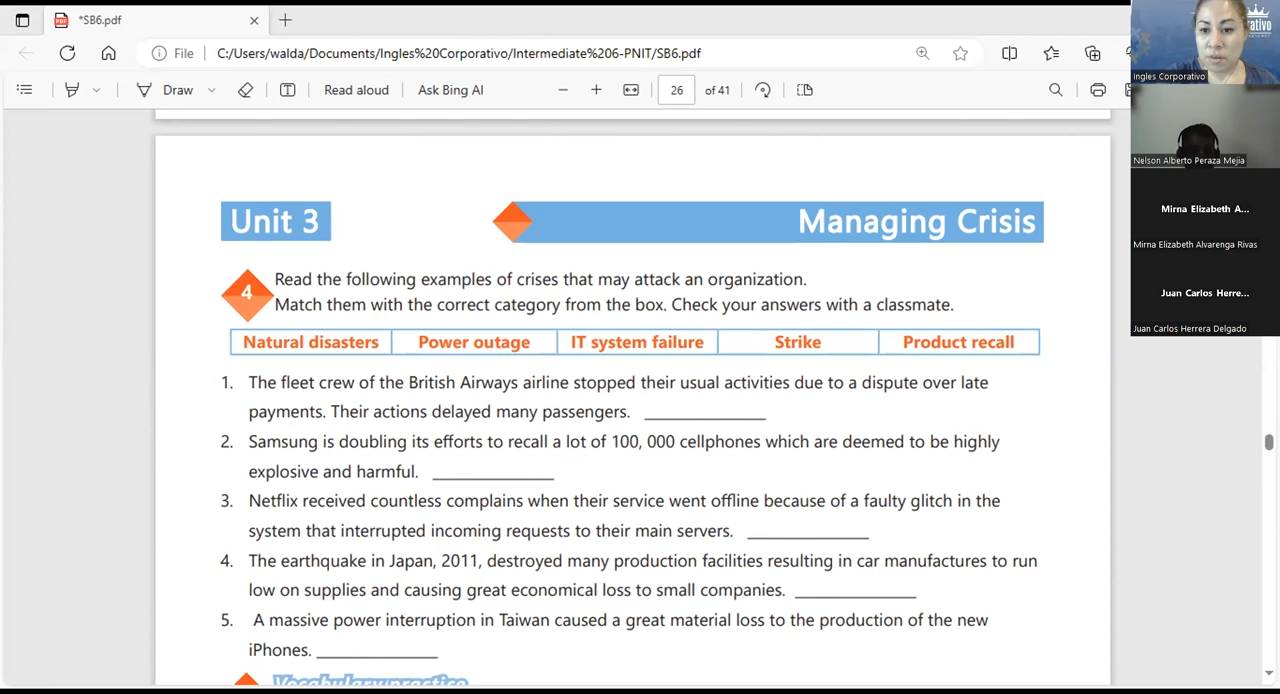 *SB6.pdf
File C:/Users/walda/Documents/Ingles%20Corporativo/Intermediate%206-PNIT/SB6.pdf
Draw Read aloud Ask Bing AI 26 of 41
Unit 3 Managing Crisis
4 Read the following examples of crises that may attack an organization.
Match them with the correct category from the box. Check your answers with a classmate.
Natural disasters Power outage IT system failure Strike Product recall
1. The fleet crew of the British Airways airline stopped their usual activities due to a dispute over late
payments. Their actions delayed many passengers. ______________
2. Samsung is doubling its efforts to recall a lot of 100, 000 cellphones which are deemed to be highly
explosive and harmful. ______________
3. Netflix received countless complains when their service went offline because of a faulty glitch in the
system that interrupted incoming requests to their main servers. ______________
4. The earthquake in Japan, 2011, destroyed many production facilities resulting in car manufactures to run
low on supplies and causing great economical loss to small companies. ______________
5. A massive power interruption in Taiwan caused a great material loss to the production of the new
iPhones. ______________
Vocabulary practice
rativo
Ingles Corporativo
Nelson Alberto Peraza Mejia
Mirna Elizabeth A...
Mirna Elizabeth Alvarenga Rivas
Juan Carlos Herre...
Juan Carlos Herrera Delgado